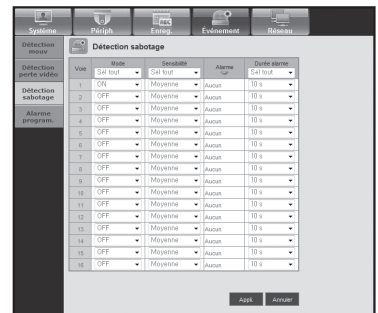 Système Périph Enreg. Événement Réseau
Détection mouv
Détection perte vidéo
Détection sabotage
Alarme program.
Détection sabotage
Voie Mode Sensibilité Alarme Durée alarme
Sél tout Sél tout Sél tout
1 ON Moyenne Aucun 10 s
2 OFF Moyenne Aucun 10 s
3 OFF Moyenne Aucun 10 s
4 OFF Moyenne Aucun 10 s
5 OFF Moyenne Aucun 10 s
6 OFF Moyenne Aucun 10 s
7 OFF Moyenne Aucun 10 s
8 OFF Moyenne Aucun 10 s
9 OFF Moyenne Aucun 10 s
10 OFF Moyenne Aucun 10 s
11 OFF Moyenne Aucun 10 s
12 OFF Moyenne Aucun 10 s
13 OFF Moyenne Aucun 10 s
14 OFF Moyenne Aucun 10 s
15 OFF Moyenne Aucun 10 s
16 OFF Moyenne Aucun 10 s
Appli. Annuler